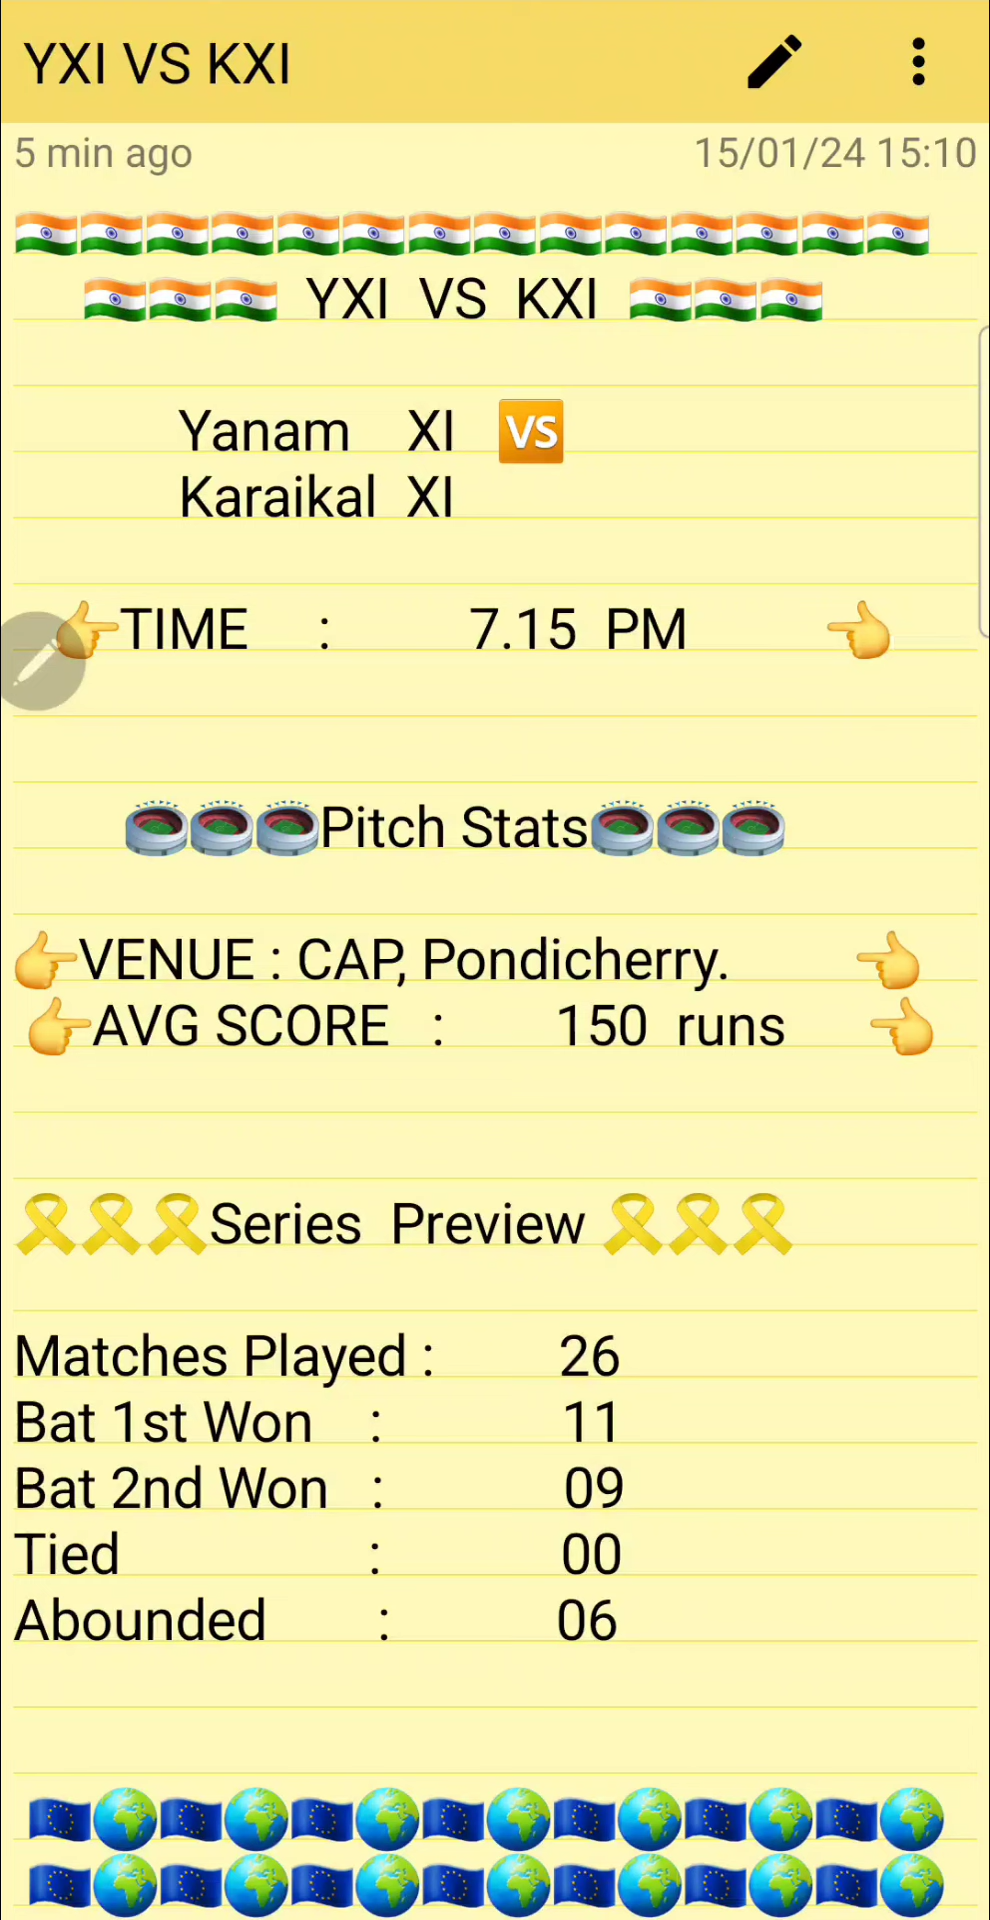 YXI VS KXI
5 min ago 15/01/24 15:10
🇮🇳🇮🇳🇮🇳🇮🇳🇮🇳🇮🇳🇮🇳🇮🇳🇮🇳🇮🇳🇮🇳🇮🇳🇮🇳🇮🇳
🇮🇳🇮🇳🇮🇳 YXI VS KXI 🇮🇳🇮🇳🇮🇳
Yanam XI 🆚
Karaikal XI
👉TIME : 7.15 PM 👈
🏟🏟🏟Pitch Stats🏟🏟🏟
👉VENUE : CAP, Pondicherry. 👈
👉AVG SCORE : 150 runs 👈
🎗🎗🎗Series Preview 🎗🎗🎗
Matches Played : 26
Bat 1st Won : 11
Bat 2nd Won : 09
Tied : 00
Abounded : 06
🇪🇺🌍🇪🇺🌍🇪🇺🌍🇪🇺🌍🇪🇺🌍🇪🇺🌍🇪🇺🌍
🇪🇺🌍🇪🇺🌍🇪🇺🌍🇪🇺🌍🇪🇺🌍🇪🇺🌍🇪🇺🌍